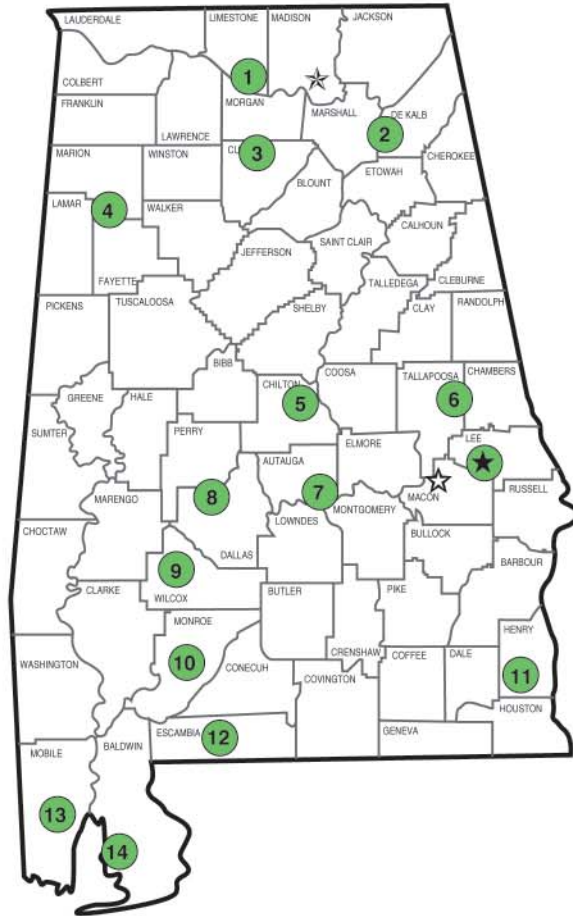 LAUDERDALE
LIMESTONE
MADISON
JACKSON
COLBERT
1
FRANKLIN
MORGAN
MARSHALL
DE KALB
LAWRENCE
2
MARION
WINSTON
3
CHEROKEE
ETOWAH
BLOUNT
LAMAR
4
WALKER
CALHOUN
SAINT CLAIR
JEFFERSON
FAYETTE
TALLEDEGA
CLEBURNE
PICKENS
TUSCALOOSA
SHELBY
CLAY
RANDOLPH
BIBB
COOSA
TALLAPOOSA
CHAMBERS
CHILTON
GREENE
HALE
5
6
SUMTER
PERRY
ELMORE
LEE
AUTAUGA
MARENGO
8
7
MACON
RUSSELL
MONTGOMERY
CHOCTAW
LOWNDES
BULLOCK
DALLAS
BARBOUR
9
CLARKE
WILCOX
BUTLER
PIKE
MONROE
HENRY
CRENSHAW
COFFEE
DALE
WASHINGTON
10
CONECUH
COVINGTON
11
HOUSTON
ESCAMBIA
12
GENEVA
MOBILE
BALDWIN
13
14